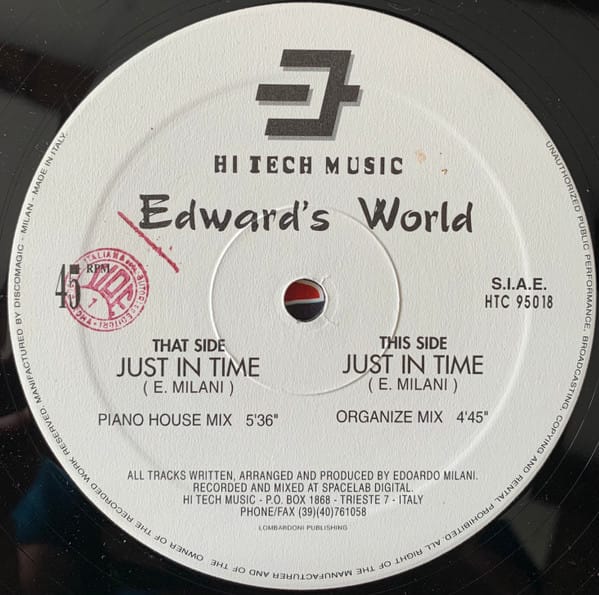 HI TECH MUSIC
Edward's World
45 RPM
S.I.A.E.
HTC 95018
THAT SIDE
JUST IN TIME
( E. MILANI )
PIANO HOUSE MIX 5'36"
THIS SIDE
JUST IN TIME
( E. MILANI )
ORGANIZE MIX 4'45"
ALL TRACKS WRITTEN, ARRANGED AND PRODUCED BY EDOARDO MILANI.
RECORDED AND MIXED AT SPACELAB DIGITAL.
HI TECH MUSIC - P.O. BOX 1868 - TRIESTE 7 - ITALY
PHONE/FAX (39)(40)761058
LOMBARDONI PUBLISHING
UNAUTHORIZED PUBLIC PERFORMANCE, BROADCASTING, COPYING AND RENTAL PROHIBITED. ALL RIGHT OF THE MANUFACTURER AND OF THE OWNER OF THE RECORDED WORK RESERVED. MANUFACTURED BY DISCOMAGIC - MILAN - MADE IN ITALY.
ITALIANA
EDITORI